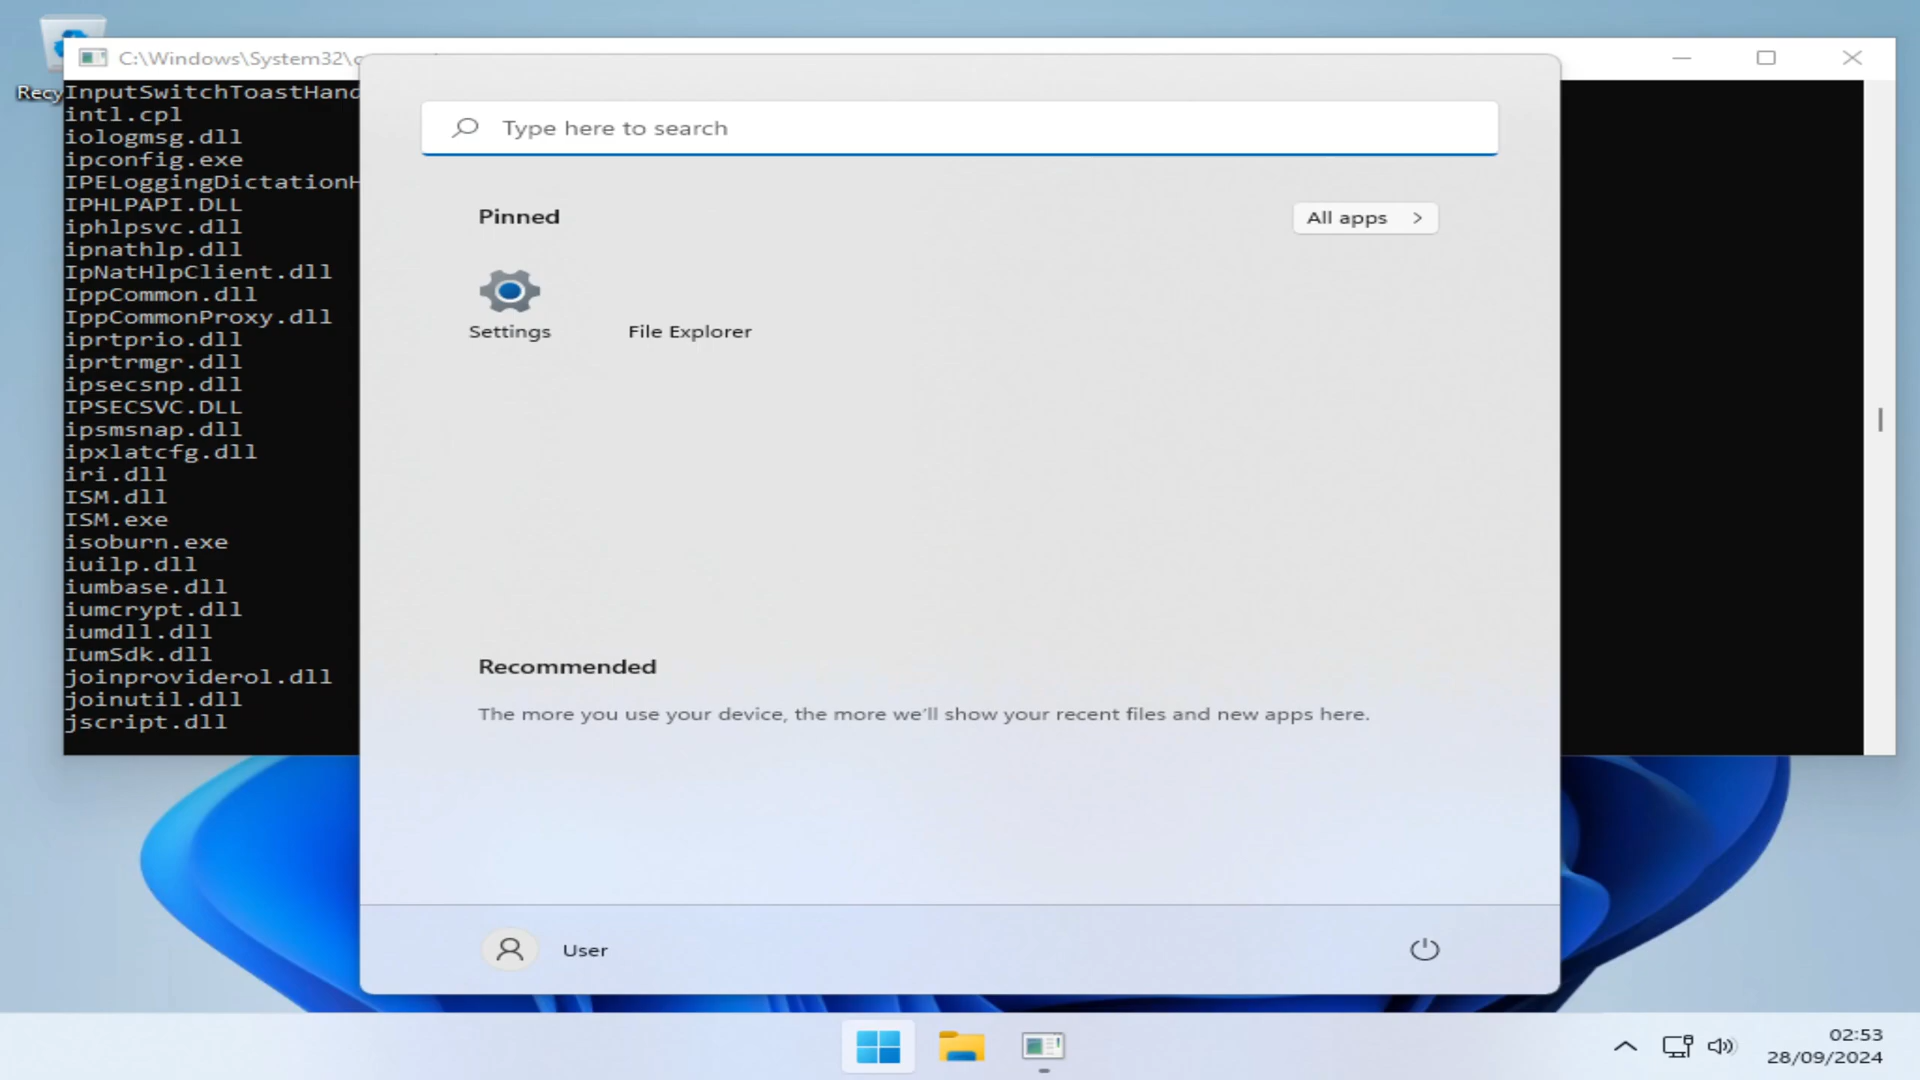 Recy
C:\Windows\System32\c
InputSwitchToastHand
intl.cpl
iologmsg.dll
ipconfig.exe
IPELoggingDictationH
IPHLPAPI.DLL
iphlpsvc.dll
ipnathlp.dll
IpNatHlpClient.dll
IppCommon.dll
IppCommonProxy.dll
iprtprio.dll
iprtrmgr.dll
ipsecsnp.dll
IPSECSVC.DLL
ipsmsnap.dll
ipxlatcfg.dll
iri.dll
ISM.dll
ISM.exe
isoburn.exe
iuilp.dll
iumbase.dll
iumcrypt.dll
iumdll.dll
IumSdk.dll
joinproviderol.dll
joinutil.dll
jscript.dll
Type here to search
Pinned
All apps >
Settings
File Explorer
Recommended
The more you use your device, the more we'll show your recent files and new apps here.
User
02:53
28/09/2024